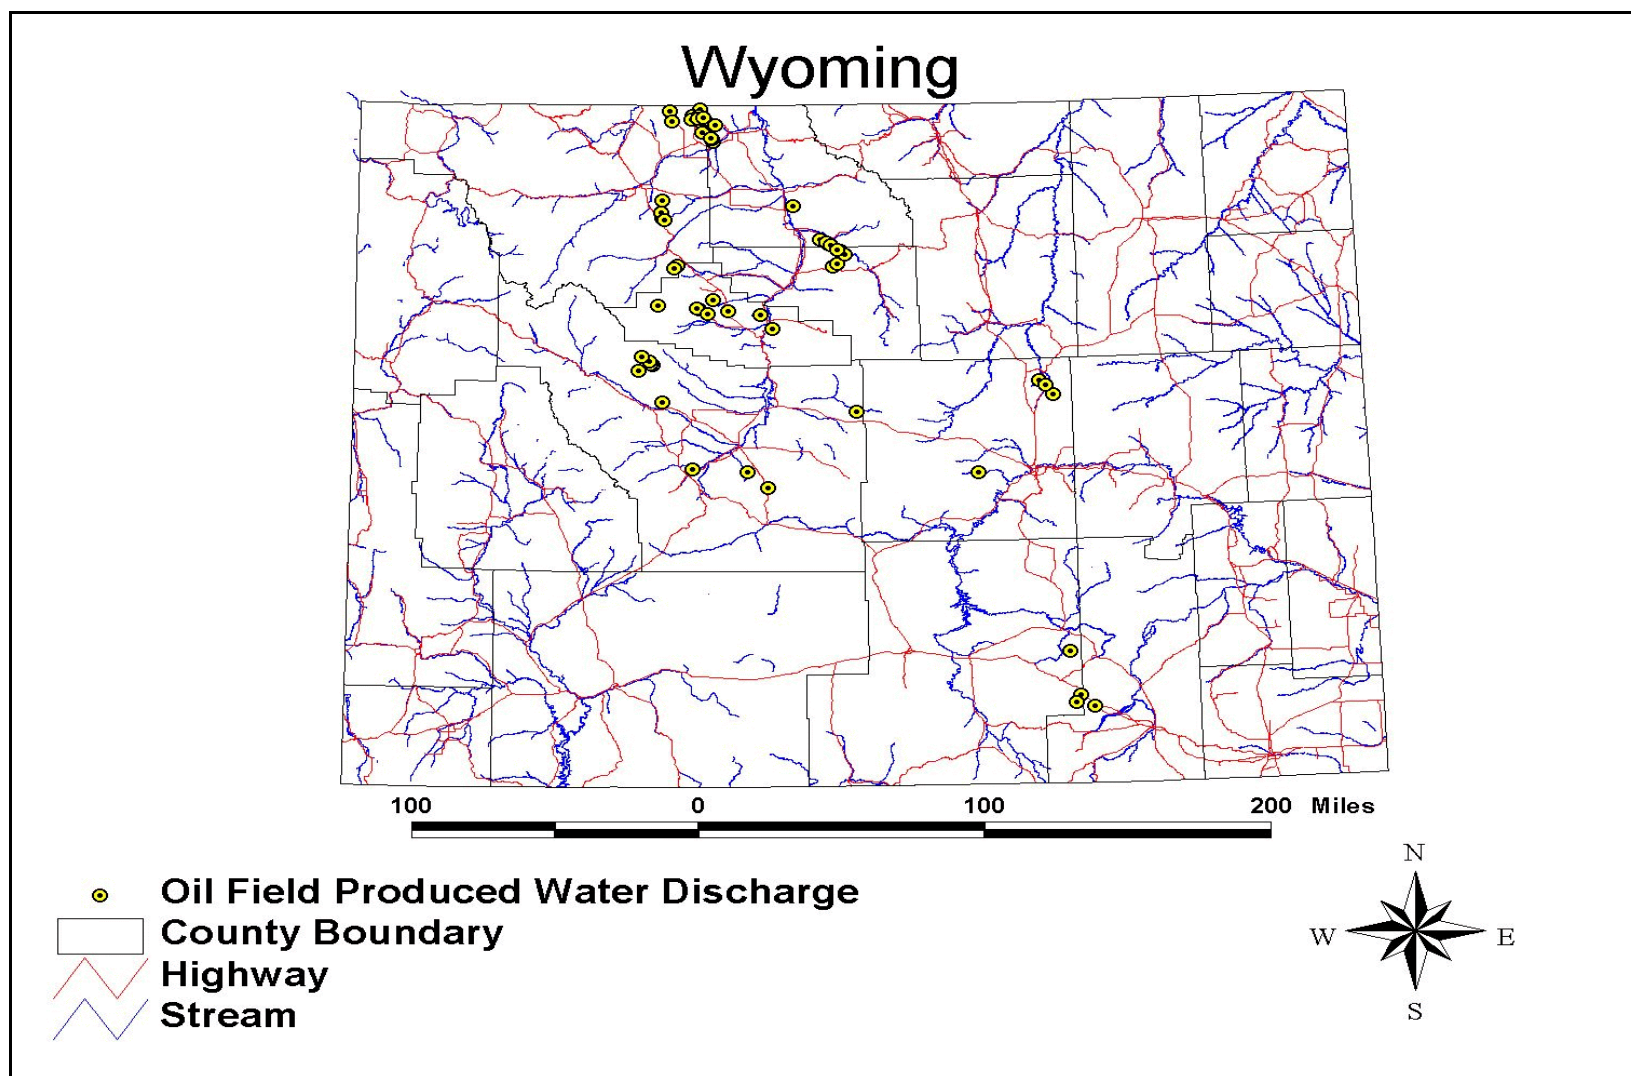 Wyoming
100 0 100 200 Miles
Oil Field Produced Water Discharge
County Boundary
Highway
Stream
N
W E
S